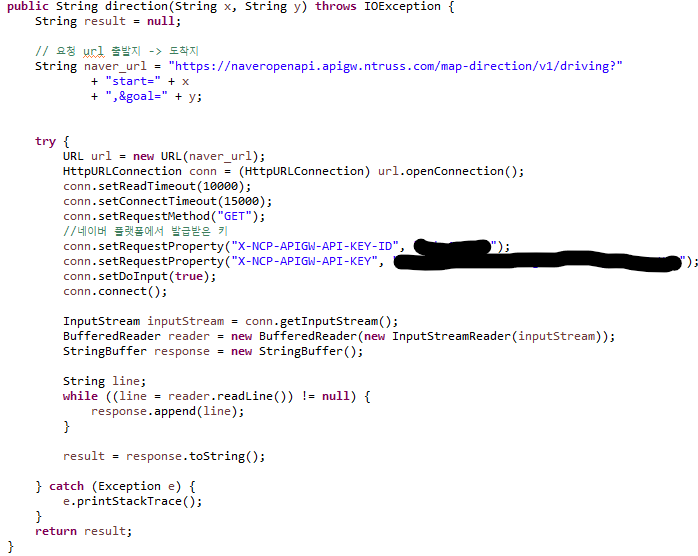 public String direction(String x, String y) throws IOException {
String result = null;
// 요청 url 출발지 -> 도착지
String naver_url = "https://naveropenapi.apigw.ntruss.com/map-direction/v1/driving?"
+ "start=" + x
+ ",&goal=" + y;
try {
URL url = new URL(naver_url);
HttpURLConnection conn = (HttpURLConnection) url.openConnection();
conn.setReadTimeout(10000);
conn.setConnectTimeout(15000);
conn.setRequestMethod("GET");
//네이버 플랫폼에서 발급받은 키
conn.setRequestProperty("X-NCP-APIGW-API-KEY-ID", ");
conn.setRequestProperty("X-NCP-APIGW-API-KEY", ");
conn.setDoInput(true);
conn.connect();
InputStream inputStream = conn.getInputStream();
BufferedReader reader = new BufferedReader(new InputStreamReader(inputStream));
StringBuffer response = new StringBuffer();
String line;
while ((line = reader.readLine()) != null) {
response.append(line);
}
result = response.toString();
} catch (Exception e) {
e.printStackTrace();
}
return result;
}